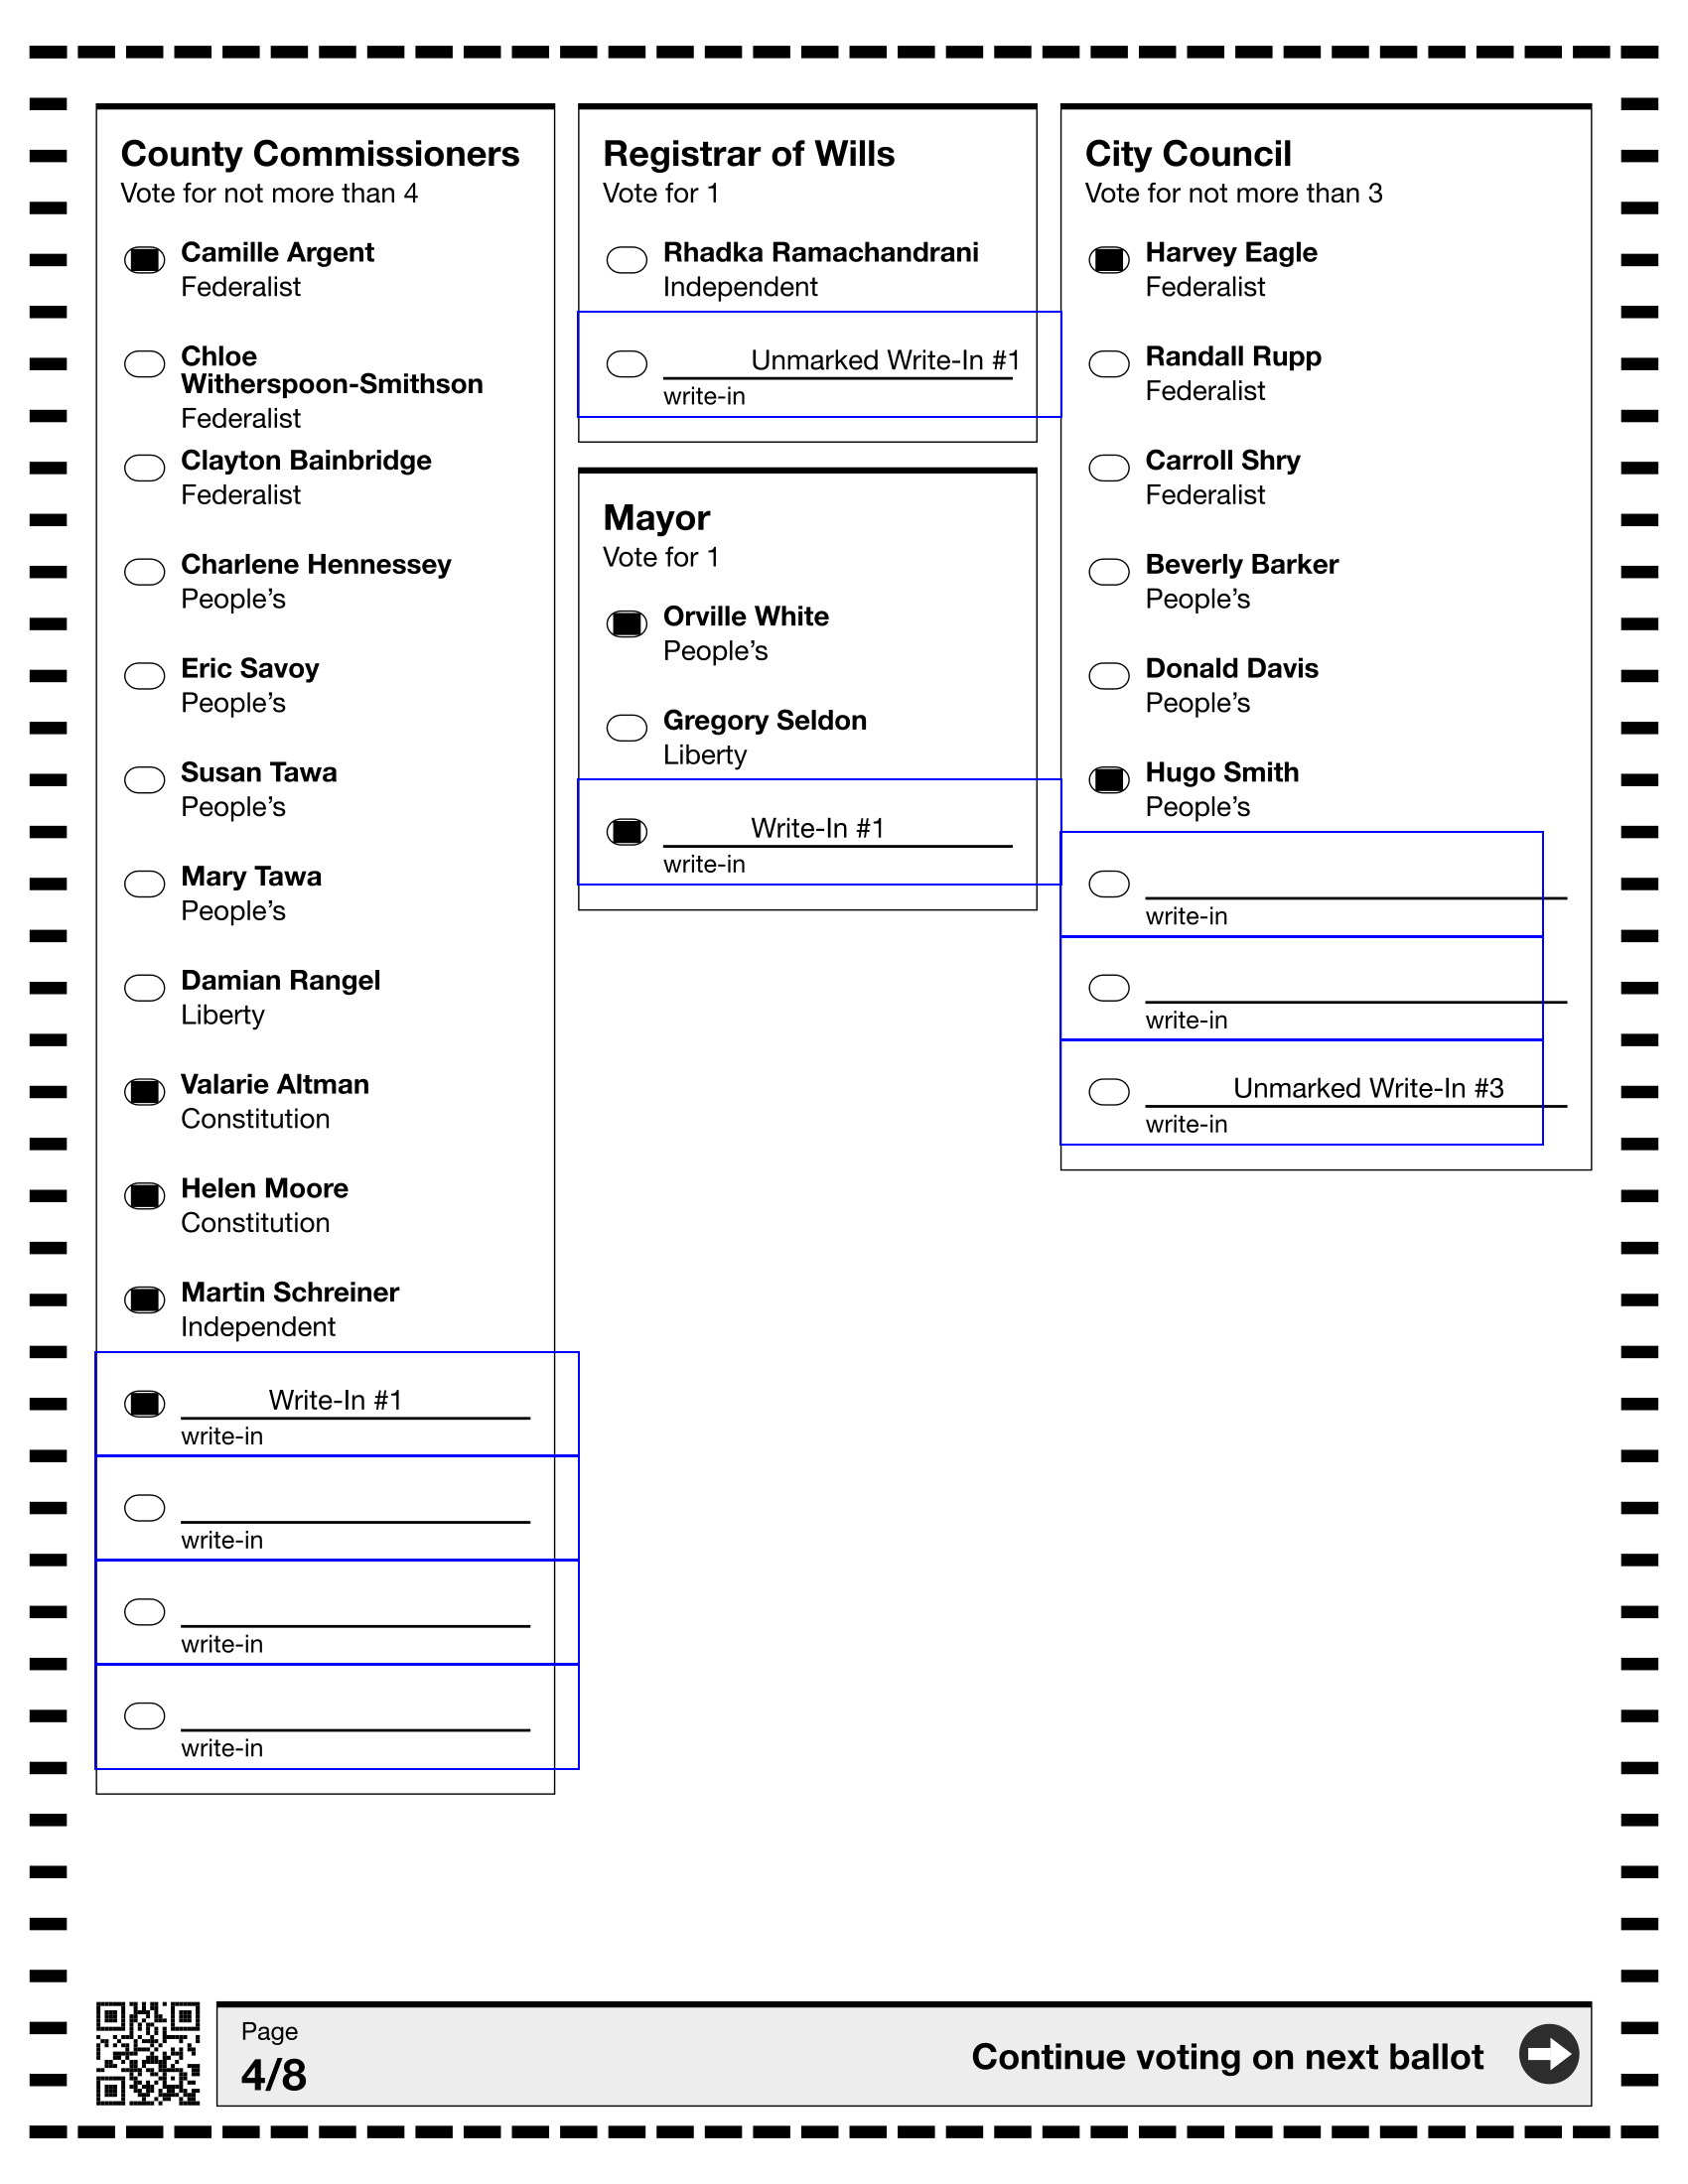 County Commissioners
Vote for not more than 4
Camille Argent
Federalist
Chloe
Witherspoon-Smithson
Federalist
Clayton Bainbridge
Federalist
Charlene Hennessey
People’s
Eric Savoy
People’s
Susan Tawa
People’s
Mary Tawa
People’s
Damian Rangel
Liberty
Valarie Altman
Constitution
Helen Moore
Constitution
Martin Schreiner
Independent
Write-In #1
write-in
write-in
write-in
write-in
Registrar of Wills
Vote for 1
Rhadka Ramachandrani
Independent
Unmarked Write-In #1
write-in
Mayor
Vote for 1
Orville White
People’s
Gregory Seldon
Liberty
Write-In #1
write-in
City Council
Vote for not more than 3
Harvey Eagle
Federalist
Randall Rupp
Federalist
Carroll Shry
Federalist
Beverly Barker
People’s
Donald Davis
People’s
Hugo Smith
People’s
write-in
write-in
Unmarked Write-In #3
write-in
Page
4/8
Continue voting on next ballot